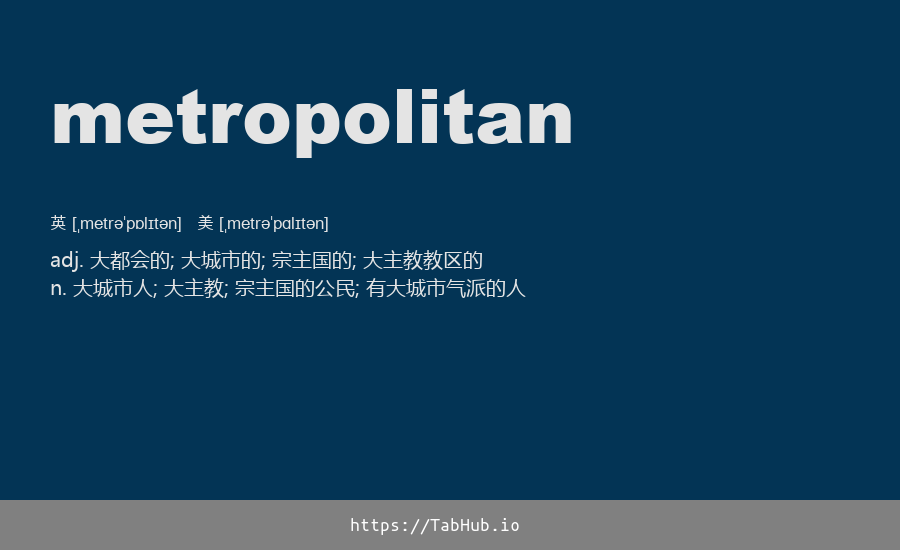 metropolitan
英 [ˌmetrəˈpɒlɪtən] 美 [ˌmetrəˈpɑlɪtən]
adj. 大都会的; 大城市的; 宗主国的; 大主教教区的
n. 大城市人; 大主教; 宗主国的公民; 有大城市气派的人
https://TabHub.io